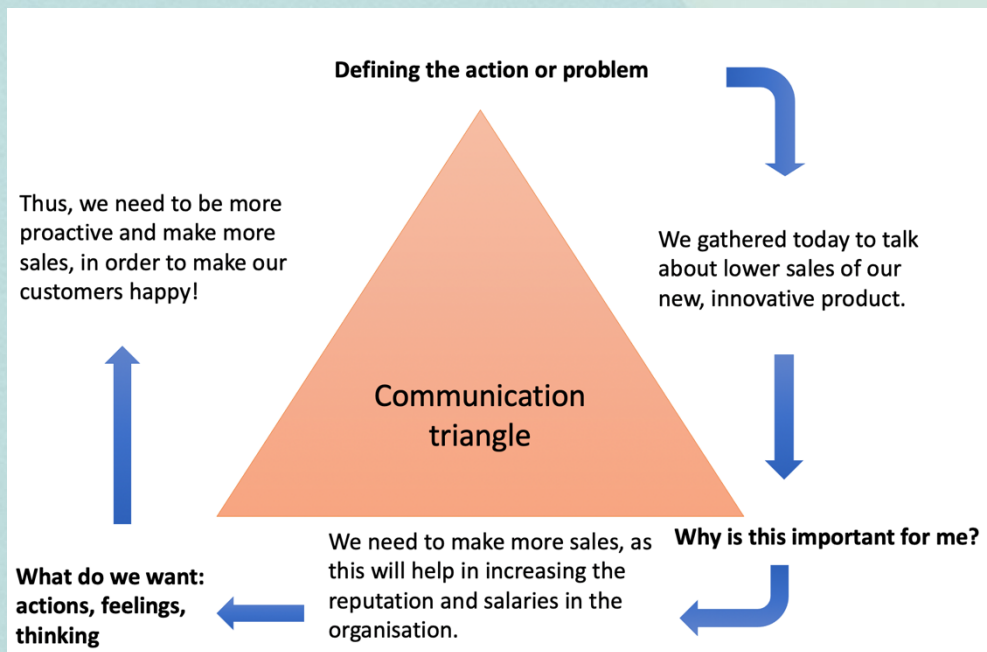 Defining the action or problem
We gathered today to talk
about lower sales of our
new, innovative product.
Why is this important for me?
We need to make more sales, as
this will help in increasing the
reputation and salaries in the
organisation.
What do we want:
actions, feelings,
thinking
Thus, we need to be more
proactive and make more
sales, in order to make our
customers happy!
Communication
triangle